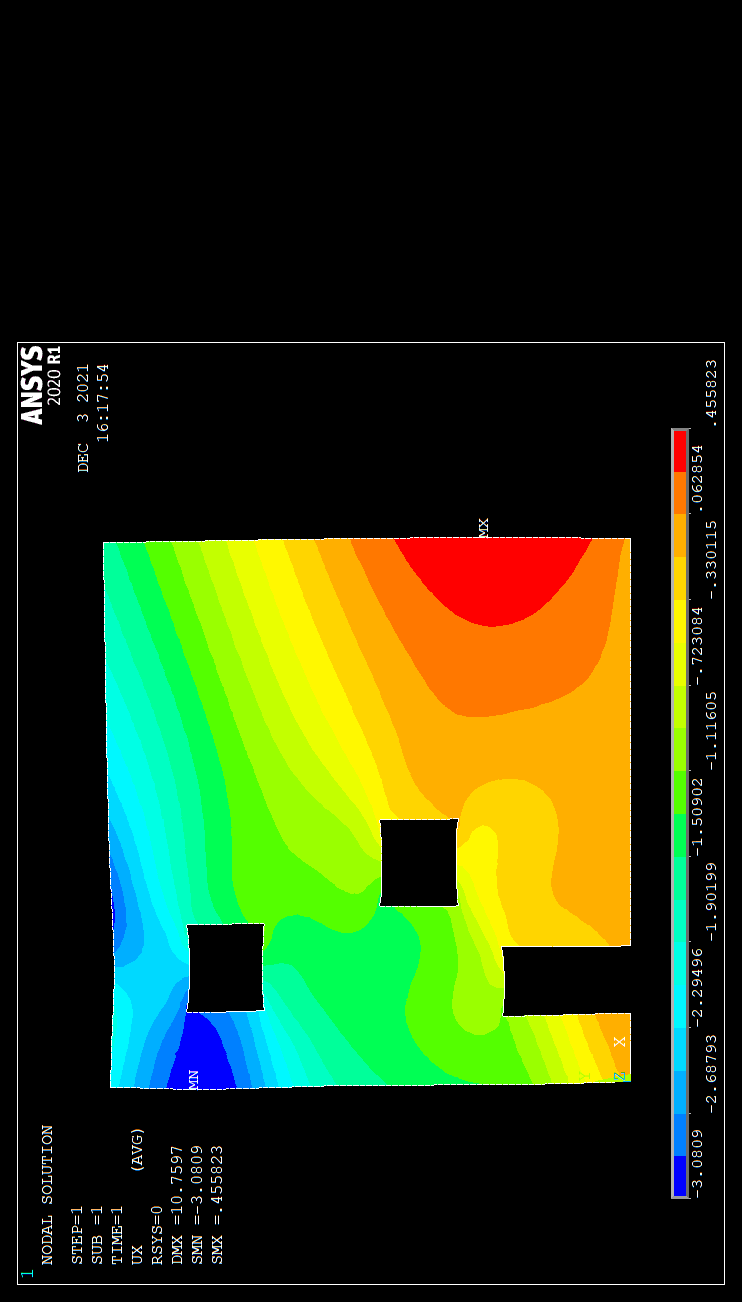 1
NODAL SOLUTION
STEP=1
SUB =1
TIME=1
UX (AVG)
RSYS=0
DMX =10.7597
SMN =-3.0809
SMX =.455823
ANSYS
2020 R1
DEC 3 2021
16:17:54
MN
MX
Y
Z X
-3.0809 -2.29496 -1.50902 -.723084 .062854
-2.68793 -1.90199 -1.11605 -.330115 .455823